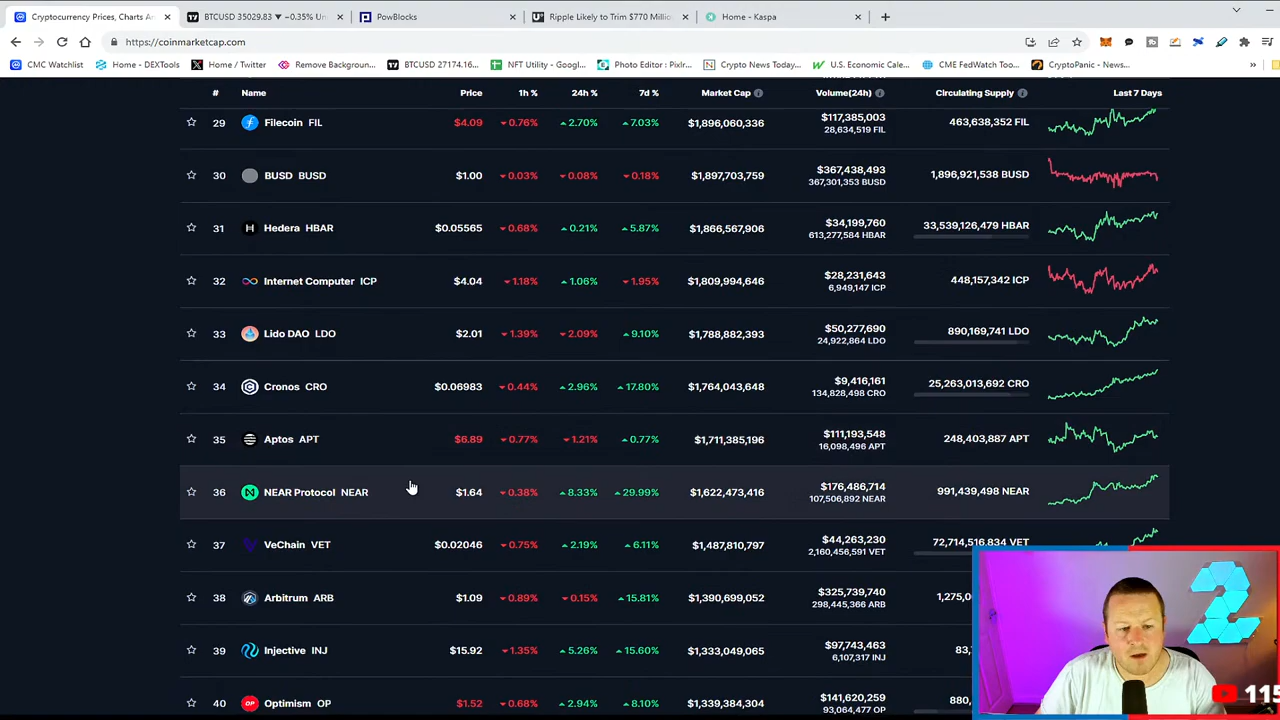 Cryptocurrency Prices, Charts A
BTCUSD 35029.83 ▼ −0.35% Un
PowBlocks
Ripple Likely to Trim $770 Millio
Home - Kaspa
https://coinmarketcap.com
CMC Watchlist
Home - DEXTools
Home / Twitter
Remove Backgroun...
BTCUSD 27174.16...
NFT Utility - Googl...
Photo Editor : Pixlr...
Crypto News Today...
U.S. Economic Cale...
CME FedWatch Too...
CryptoPanic - News...
# Name Price 1h % 24h % 7d % Market Cap Volume(24h) Circulating Supply Last 7 Days
29 Filecoin FIL $4.09 0.76% 2.70% 7.03% $1,896,060,336 $117,385,003 463,638,352 FIL
28,634,519 FIL
30 BUSD BUSD $1.00 0.03% 0.08% 0.18% $1,897,703,759 $367,438,493 1,896,921,538 BUSD
367,301,353 BUSD
31 Hedera HBAR $0.05565 0.68% 0.21% 5.87% $1,866,567,906 $34,199,760 33,539,126,479 HBAR
613,277,584 HBAR
32 Internet Computer ICP $4.04 1.18% 1.06% 1.95% $1,809,994,646 $28,231,643 448,157,342 ICP
6,949,147 ICP
33 Lido DAO LDO $2.01 1.39% 2.09% 9.10% $1,788,882,393 $50,277,690 890,169,741 LDO
24,922,864 LDO
34 Cronos CRO $0.06983 0.44% 2.96% 17.80% $1,764,043,648 $9,416,161 25,263,013,692 CRO
134,828,498 CRO
35 Aptos APT $6.89 0.77% 1.21% 0.77% $1,711,385,196 $111,193,548 248,403,887 APT
16,098,496 APT
36 NEAR Protocol NEAR $1.64 0.38% 8.33% 29.99% $1,622,473,416 $176,486,714 991,439,498 NEAR
107,506,892 NEAR
37 VeChain VET $0.02046 0.75% 2.19% 6.11% $1,487,810,797 $44,263,230 72,714,516,834 VET
2,160,456,591 VET
38 Arbitrum ARB $1.09 0.89% 0.15% 15.81% $1,390,699,052 $325,739,740 1,275,0
298,445,366 ARB
39 Injective INJ $15.92 1.35% 5.26% 15.60% $1,333,049,065 $97,743,463 83,
6,107,317 INJ
40 Optimism OP $1.52 0.68% 2.94% 8.10% $1,339,384,304 $141,620,259 880,
93,064,477 OP
2
115